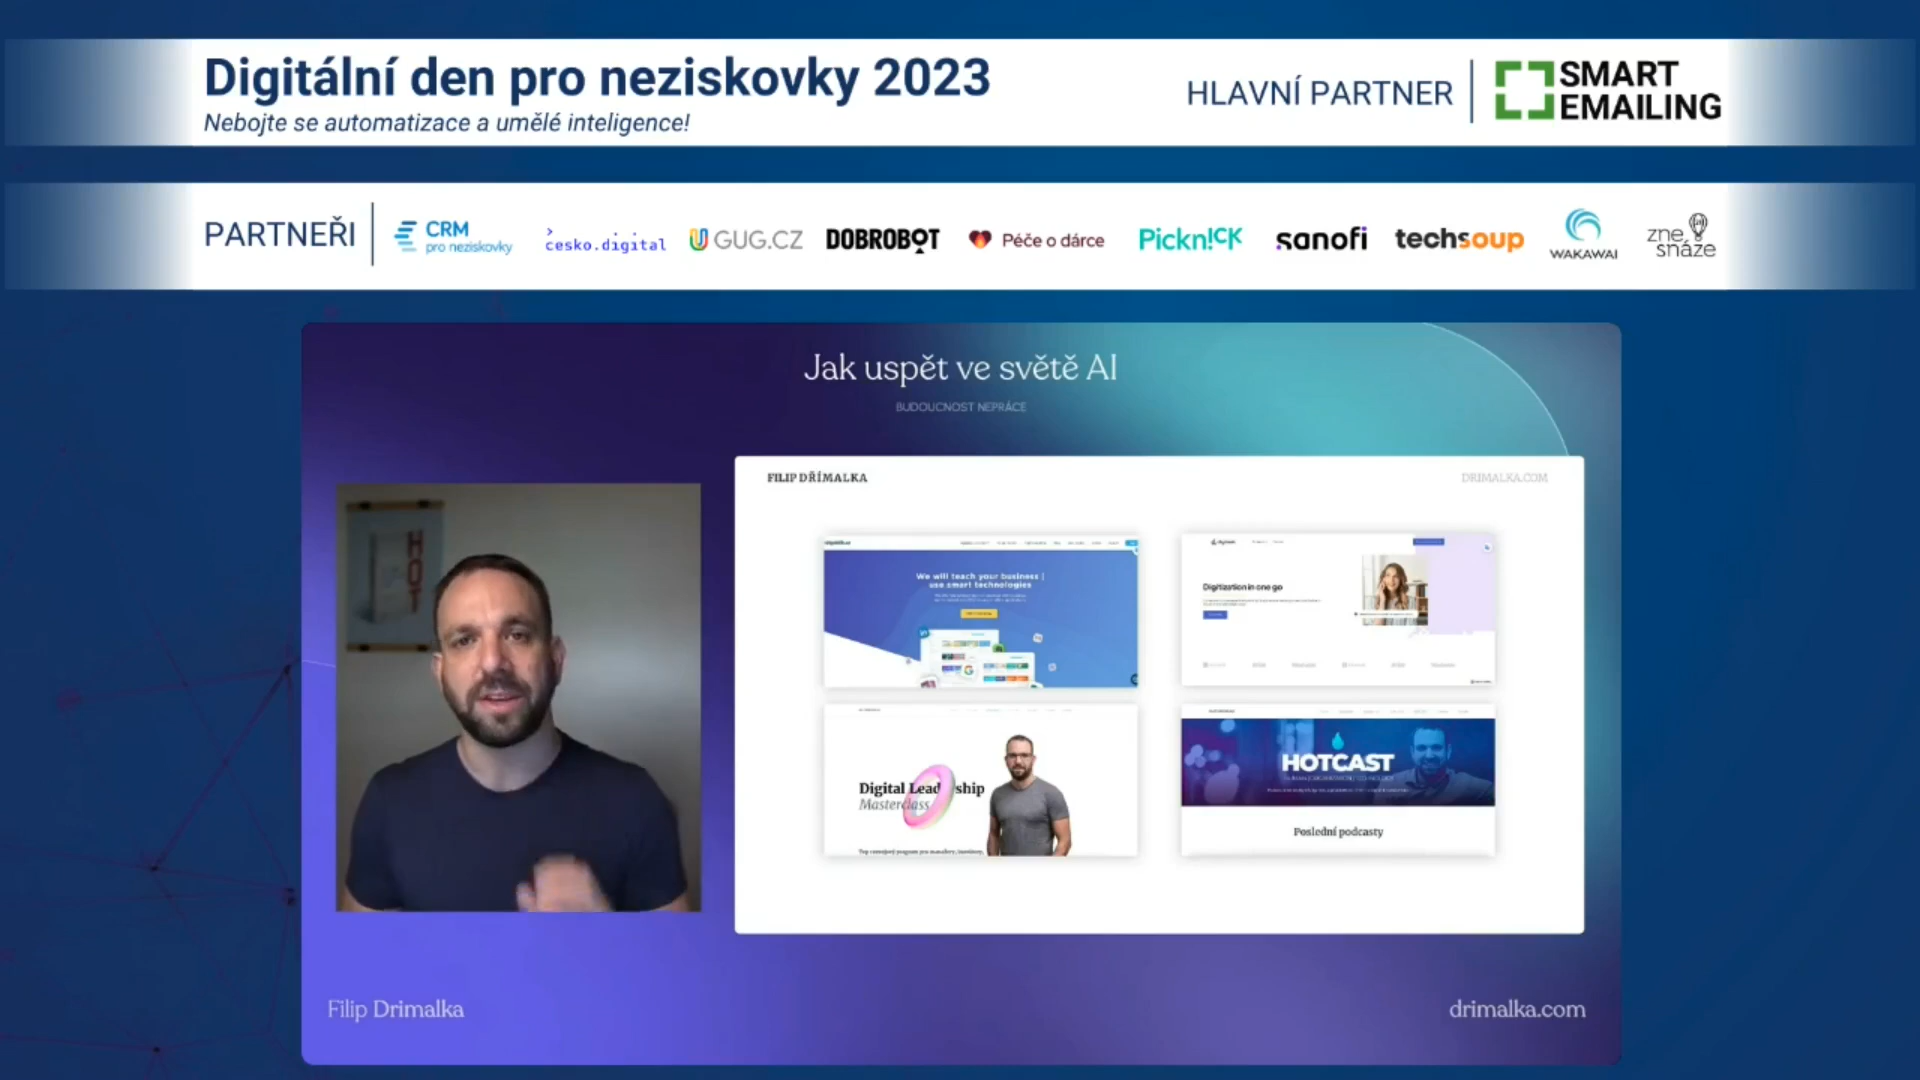 Digitální den pro neziskovky 2023
Nebojte se automatizace a umělé inteligence!
HLAVNÍ PARTNER
SMART
EMAILING
PARTNEŘI
CRM
pro neziskovky
cesko.digital
GUG.CZ
DOBROBOT
Péče o dárce
Pickn!CK
sanofi
techsoup
WAKAWAI
zne
snáze
Jak uspět ve světě AI
BUDOUCNOST NEPRÁCE
FILIP DŘÍMALKA
DRIMALKA.COM
HOT
We will teach your business |
use smart technologies
Digitization in one go
Digital Lead ship
Masterclass
HOTCAST
Poslední podcasty
Filip Drimalka
drimalka.com